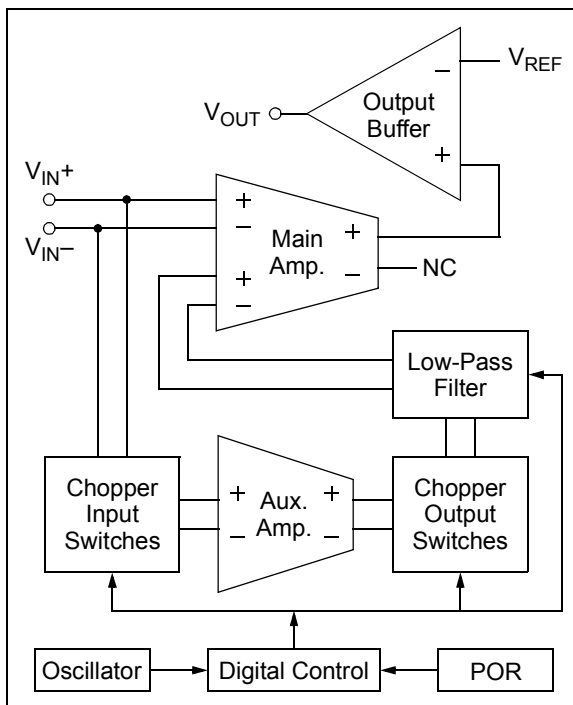 V_REF
−
Output
Buffer
V_OUT
+
V_IN+
V_IN−
+
−
Main
Amp.
+
−
+
−
NC
Low-Pass
Filter
Chopper
Input
Switches
+
−
Aux.
Amp.
+
−
Chopper
Output
Switches
Oscillator
Digital Control
POR